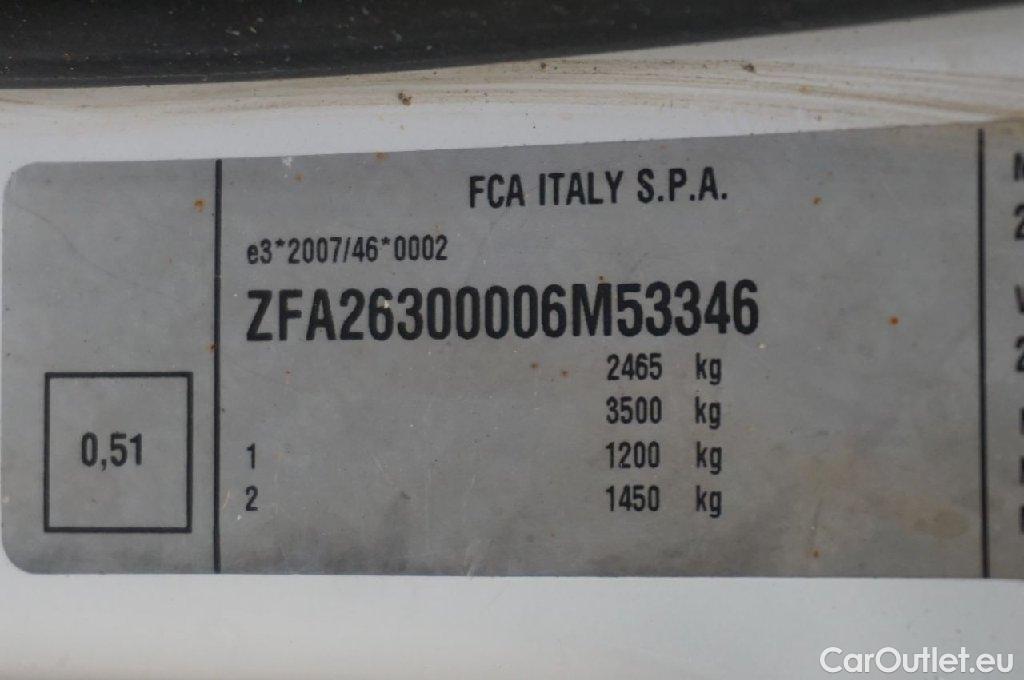 FCA ITALY S.P.A.
e3*2007/46*0002
ZFA26300006M53346
2465 kg
3500 kg
0,51
1 1200 kg
2 1450 kg
CarOutlet.eu